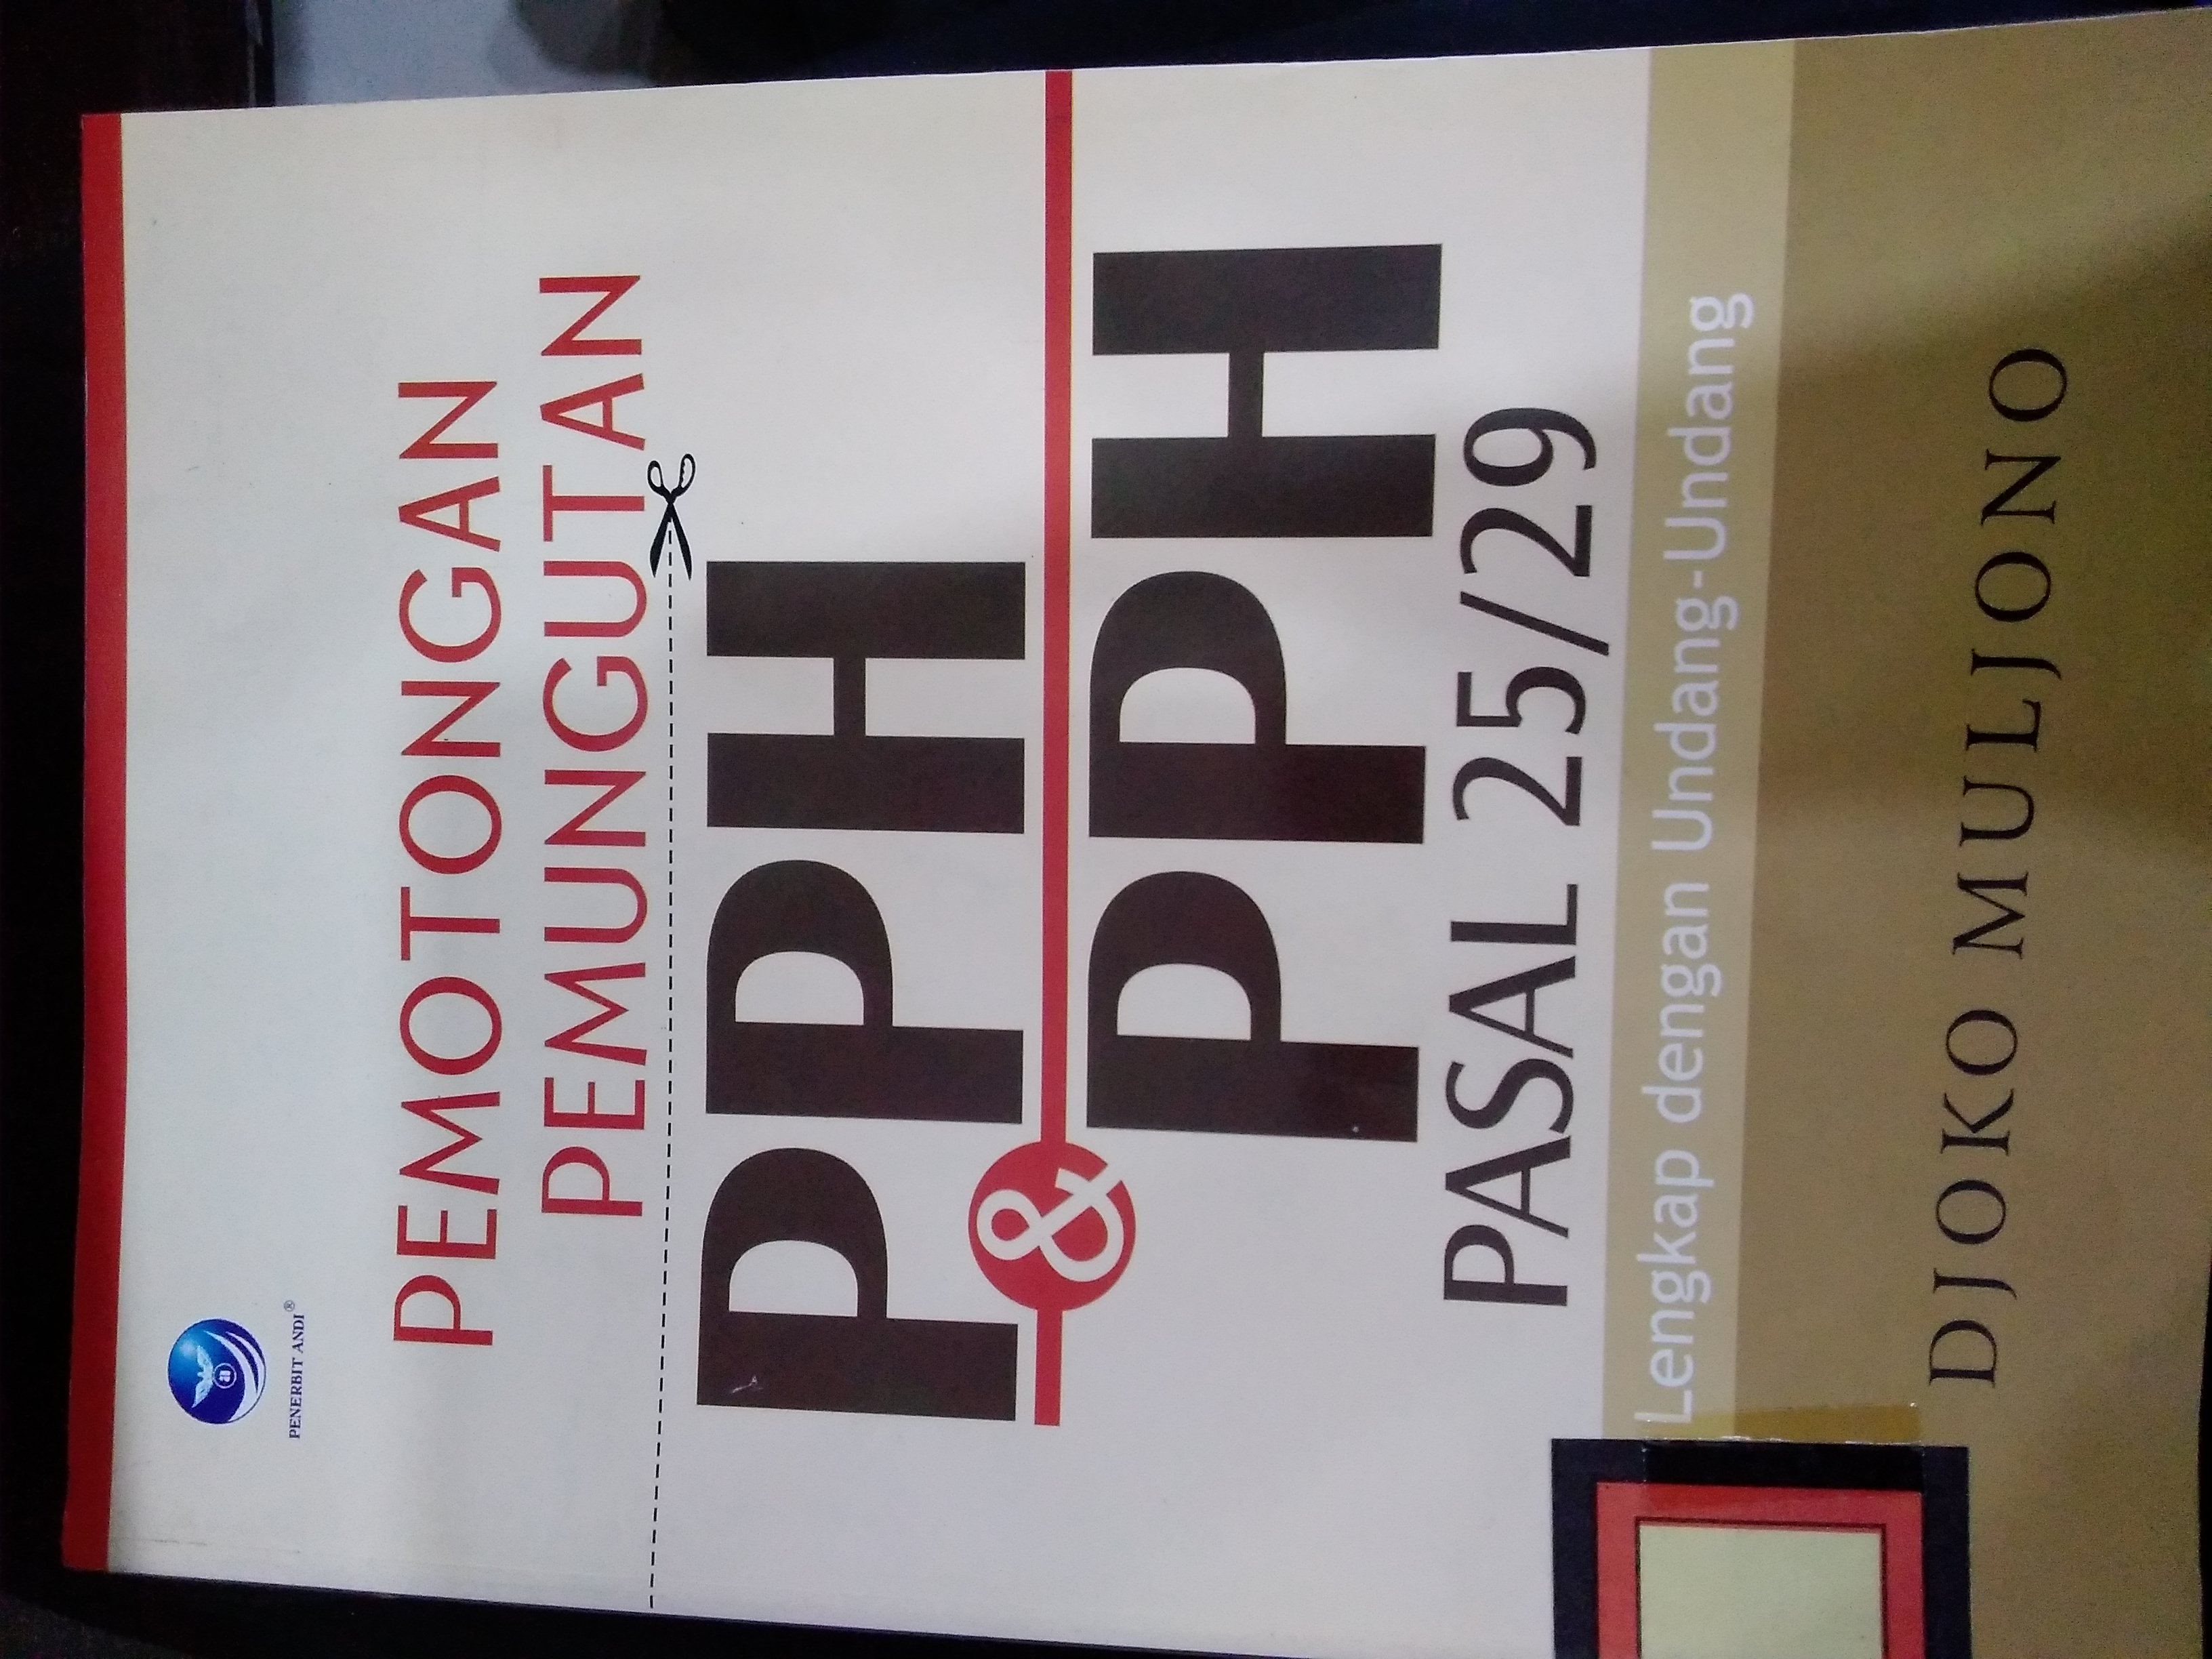 PENERBIT ANDI®
PEMOTONGAN
PEMUNGUTAN
PPH
&
PPH
PASAL 25/29
Lengkap dengan Undang-Undang
DJOKO MULJONO